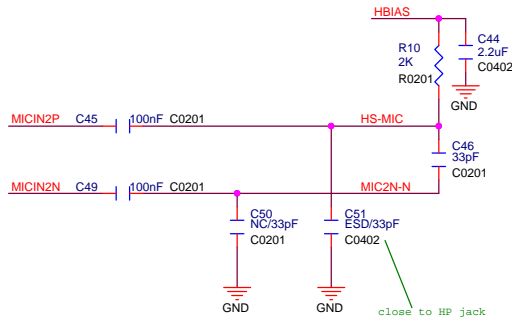 HBIAS
R10
2K
R0201
C44
2.2uF
C0402
GND
MICIN2P C45 100nF C0201 HS-MIC
C46
33pF
C0201
MICIN2N C49 100nF C0201 MIC2N-N
C50
NC/33pF
C0201
C51
ESD/33pF
C0402
GND
GND
close to HP jack